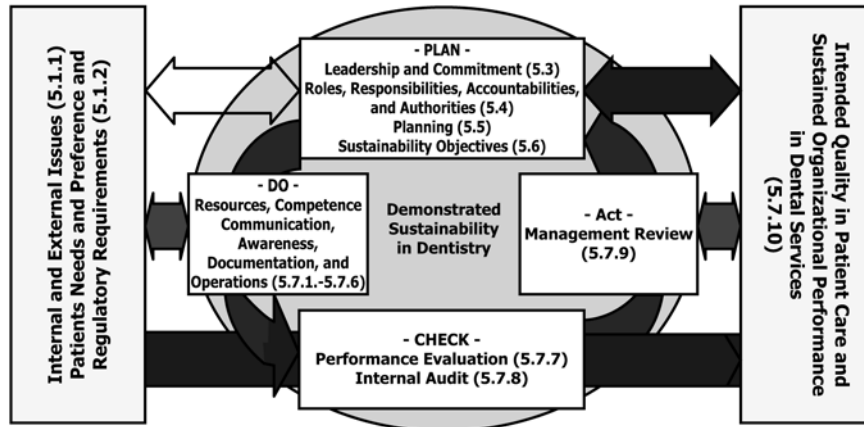 Internal and External Issues (5.1.1)
Patients Needs and Preference and
Regulatory Requirements (5.1.2)
- PLAN -
Leadership and Commitment (5.3)
Roles, Responsibilities, Accountabilities,
and Authorities (5.4)
Planning (5.5)
Sustainability Objectives (5.6)
- DO -
Resources, Competence
Communication,
Awareness,
Documentation, and
Operations (5.7.1.-5.7.6)
Demonstrated
Sustainability
in Dentistry
- Act -
Management Review
(5.7.9)
- CHECK -
Performance Evaluation (5.7.7)
Internal Audit (5.7.8)
Intended Quality in Patient Care and
Sustained Organizational Performance
in Dental Services
(5.7.10)